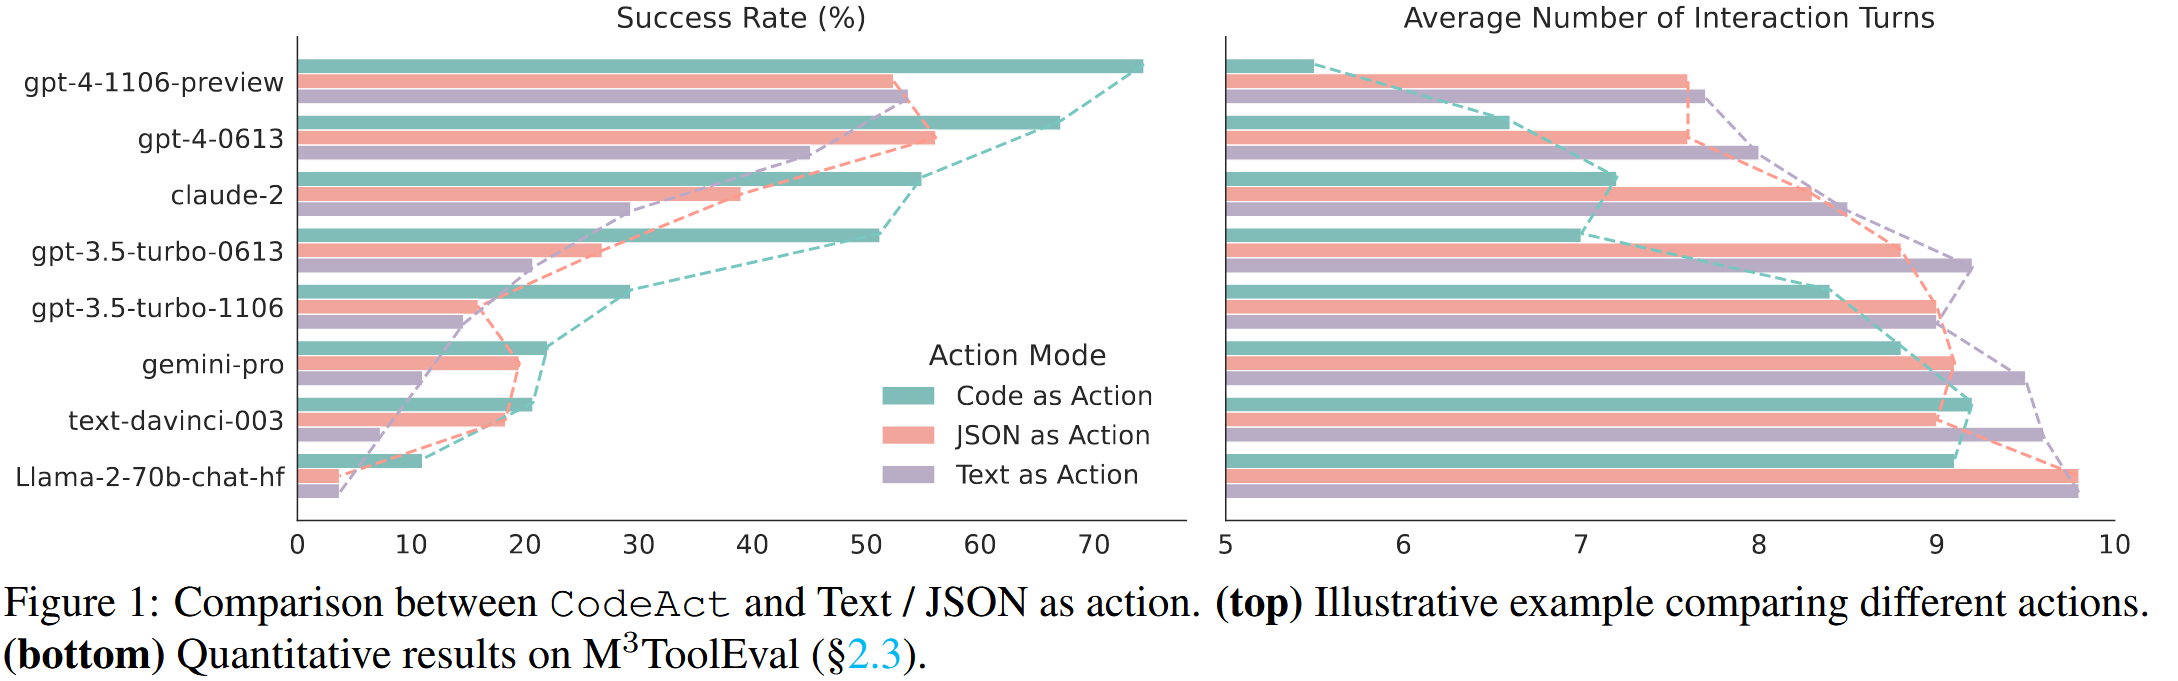 Success Rate (%)
Average Number of Interaction Turns
gpt-4-1106-preview
gpt-4-0613
claude-2
gpt-3.5-turbo-0613
gpt-3.5-turbo-1106
gemini-pro
text-davinci-003
Llama-2-70b-chat-hf
Action Mode
Code as Action
JSON as Action
Text as Action
0 10 20 30 40 50 60 70
5 6 7 8 9 10
Figure 1: Comparison between CodeAct and Text / JSON as action. (top) Illustrative example comparing different actions.
(bottom) Quantitative results on M³ToolEval (§2.3).